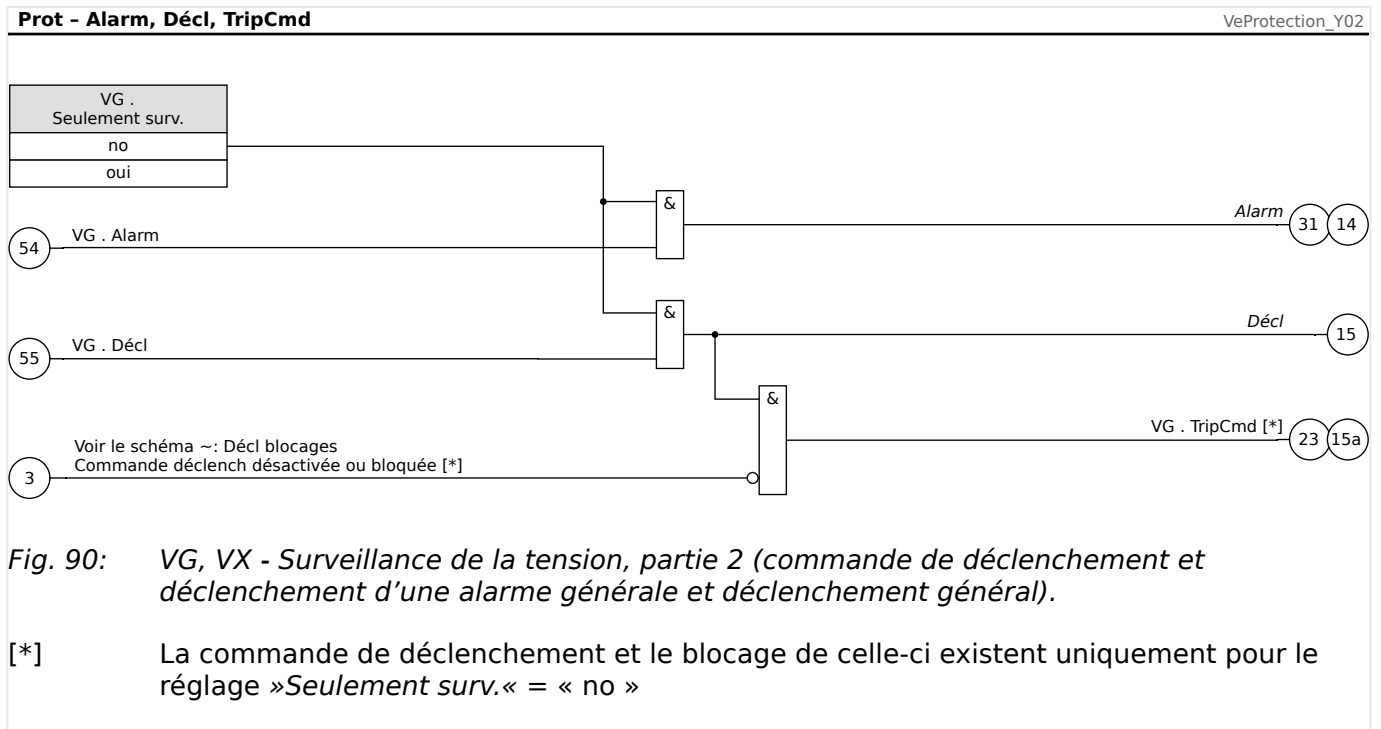 Prot – Alarm, Décl, TripCmd
VeProtection_Y02
VG .
Seulement surv.
no
oui
&
Alarm
31
14
54
VG . Alarm
&
Décl
15
55
VG . Décl
&
VG . TripCmd [*]
23
15a
Voir le schéma ~: Décl blocages
Commande déclench désactivée ou bloquée [*]
3
Fig. 90: VG, VX - Surveillance de la tension, partie 2 (commande de déclenchement et
déclenchement d’une alarme générale et déclenchement général).
[*] La commande de déclenchement et le blocage de celle-ci existent uniquement pour le
réglage »Seulement surv.« = « no »